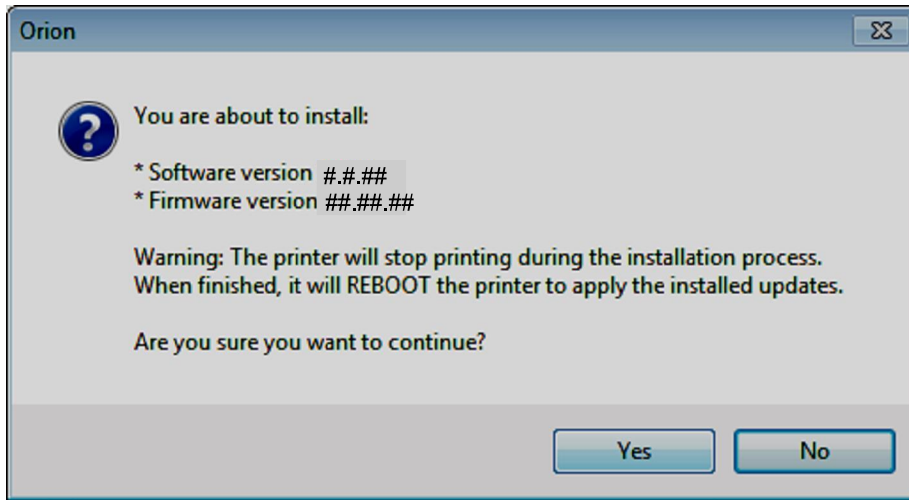 Orion
You are about to install:
* Software version #.#.##
* Firmware version ##.##.##
Warning: The printer will stop printing during the installation process.
When finished, it will REBOOT the printer to apply the installed updates.
Are you sure you want to continue?
Yes No